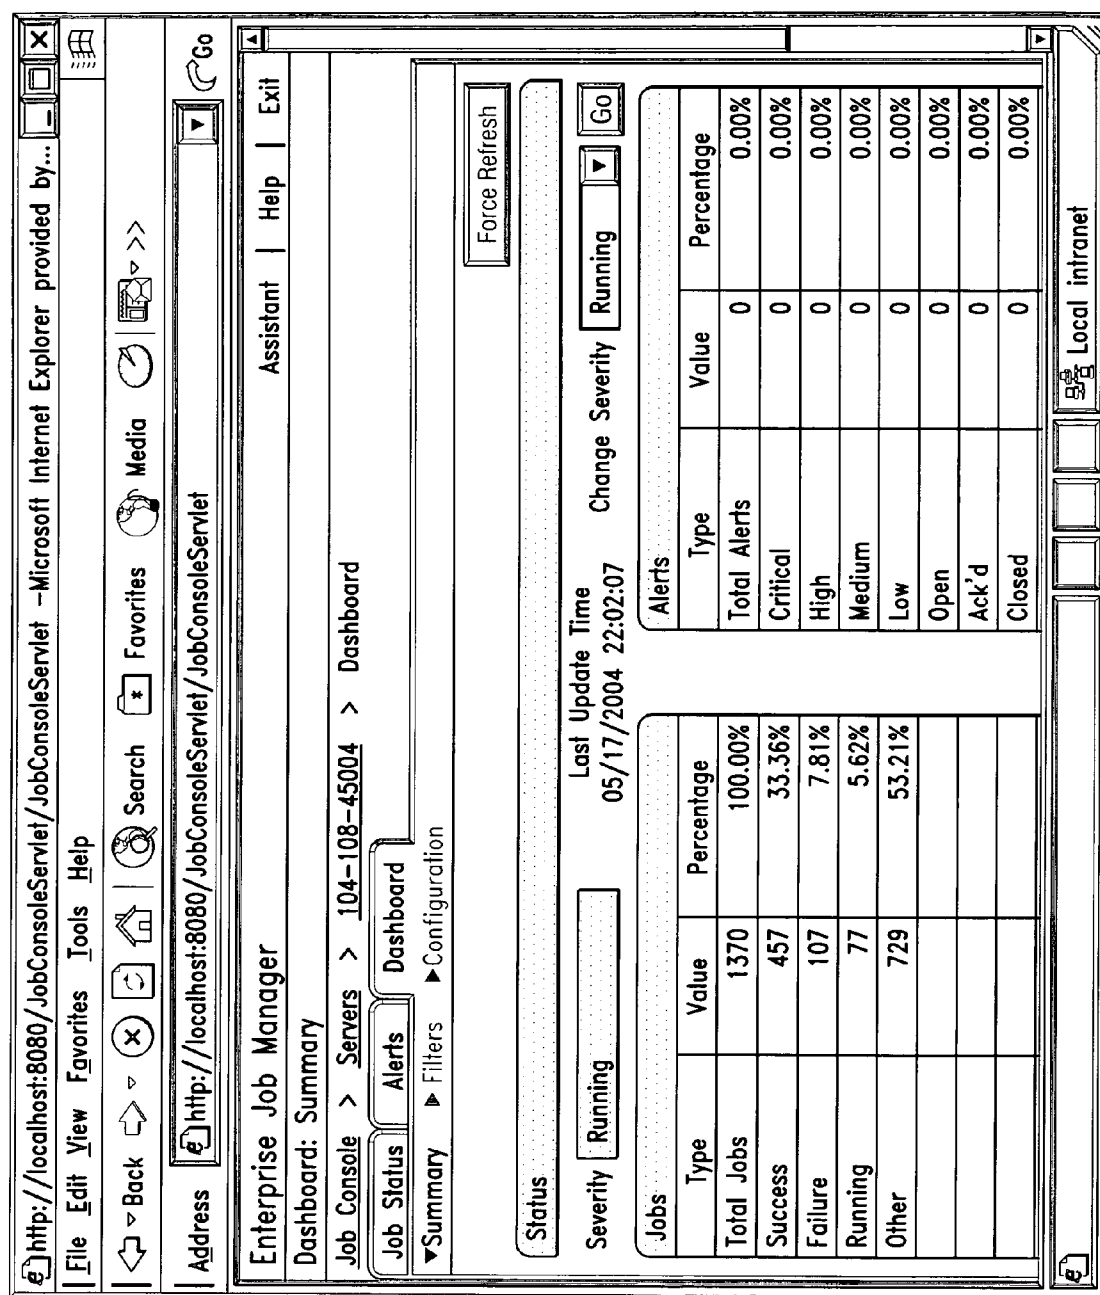 http://localhost:8080/JobConsoleServlet/JobConsoleServlet –Microsoft Internet Explorer provided by...
File Edit View Favorites Tools Help
Back Search Favorites Media >>
Address http://localhost:8080/JobConsoleServlet/JobConsoleServlet Go
Enterprise Job Manager Assistant | Help | Exit
Dashboard: Summary
Job Console > Servers > 104–108–45004 > Dashboard
Job Status Alerts Dashboard
▼Summary ▶ Filters ▶Configuration
Force Refresh
Status
Severity Running Last Update Time Change Severity Running Go
05/17/2004 22:02:07
Jobs Alerts
Type Value Percentage Type Value Percentage
Total Jobs 1370 100.00% Total Alerts 0 0.00%
Success 457 33.36% Critical 0 0.00%
Failure 107 7.81% High 0 0.00%
Running 77 5.62% Medium 0 0.00%
Other 729 53.21% Low 0 0.00%
Open 0 0.00%
Ack'd 0 0.00%
Closed 0 0.00%
Local intranet